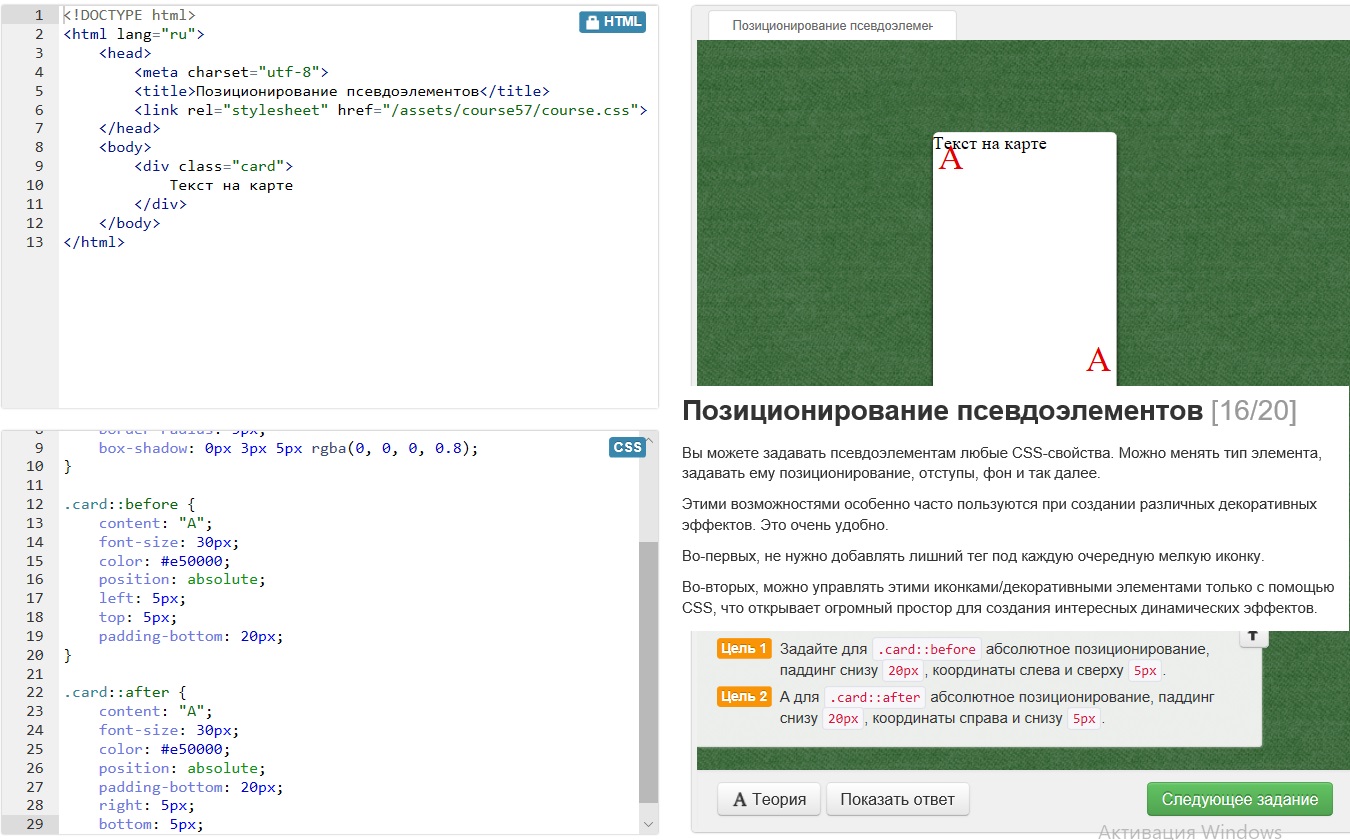 1 <!DOCTYPE html>
HTML
2 <html lang="ru">
3 <head>
4 <meta charset="utf-8">
5 <title>Позиционирование псевдоэлементов</title>
6 <link rel="stylesheet" href="/assets/course57/course.css">
7 </head>
8 <body>
9 <div class="card">
10 Текст на карте
11 </div>
12 </body>
13 </html>
8 border-radius: 5px;
9 box-shadow: 0px 3px 5px rgba(0, 0, 0, 0.8);
CSS
10 }
11
12 .card::before {
13 content: "A";
14 font-size: 30px;
15 color: #e50000;
16 position: absolute;
17 left: 5px;
18 top: 5px;
19 padding-bottom: 20px;
20 }
21
22 .card::after {
23 content: "A";
24 font-size: 30px;
25 color: #e50000;
26 position: absolute;
27 padding-bottom: 20px;
28 right: 5px;
29 bottom: 5px;
Позиционирование псевдоэлемен
Текст на карте
A
A
Позиционирование псевдоэлементов [16/20]
Вы можете задавать псевдоэлементам любые CSS-свойства. Можно менять тип элемента,
задавать ему позиционирование, отступы, фон и так далее.
Этими возможностями особенно часто пользуются при создании различных декоративных
эффектов. Это очень удобно.
Во-первых, не нужно добавлять лишний тег под каждую очередную мелкую иконку.
Во-вторых, можно управлять этими иконками/декоративными элементами только с помощью
CSS, что открывает огромный простор для создания интересных динамических эффектов.
Цель 1 Задайте для .card::before абсолютное позиционирование,
паддинг снизу 20px, координаты слева и сверху 5px.
Цель 2 А для .card::after абсолютное позиционирование, паддинг
снизу 20px, координаты справа и снизу 5px.
A Теория
Показать ответ
Следующее задание
Активация Windows